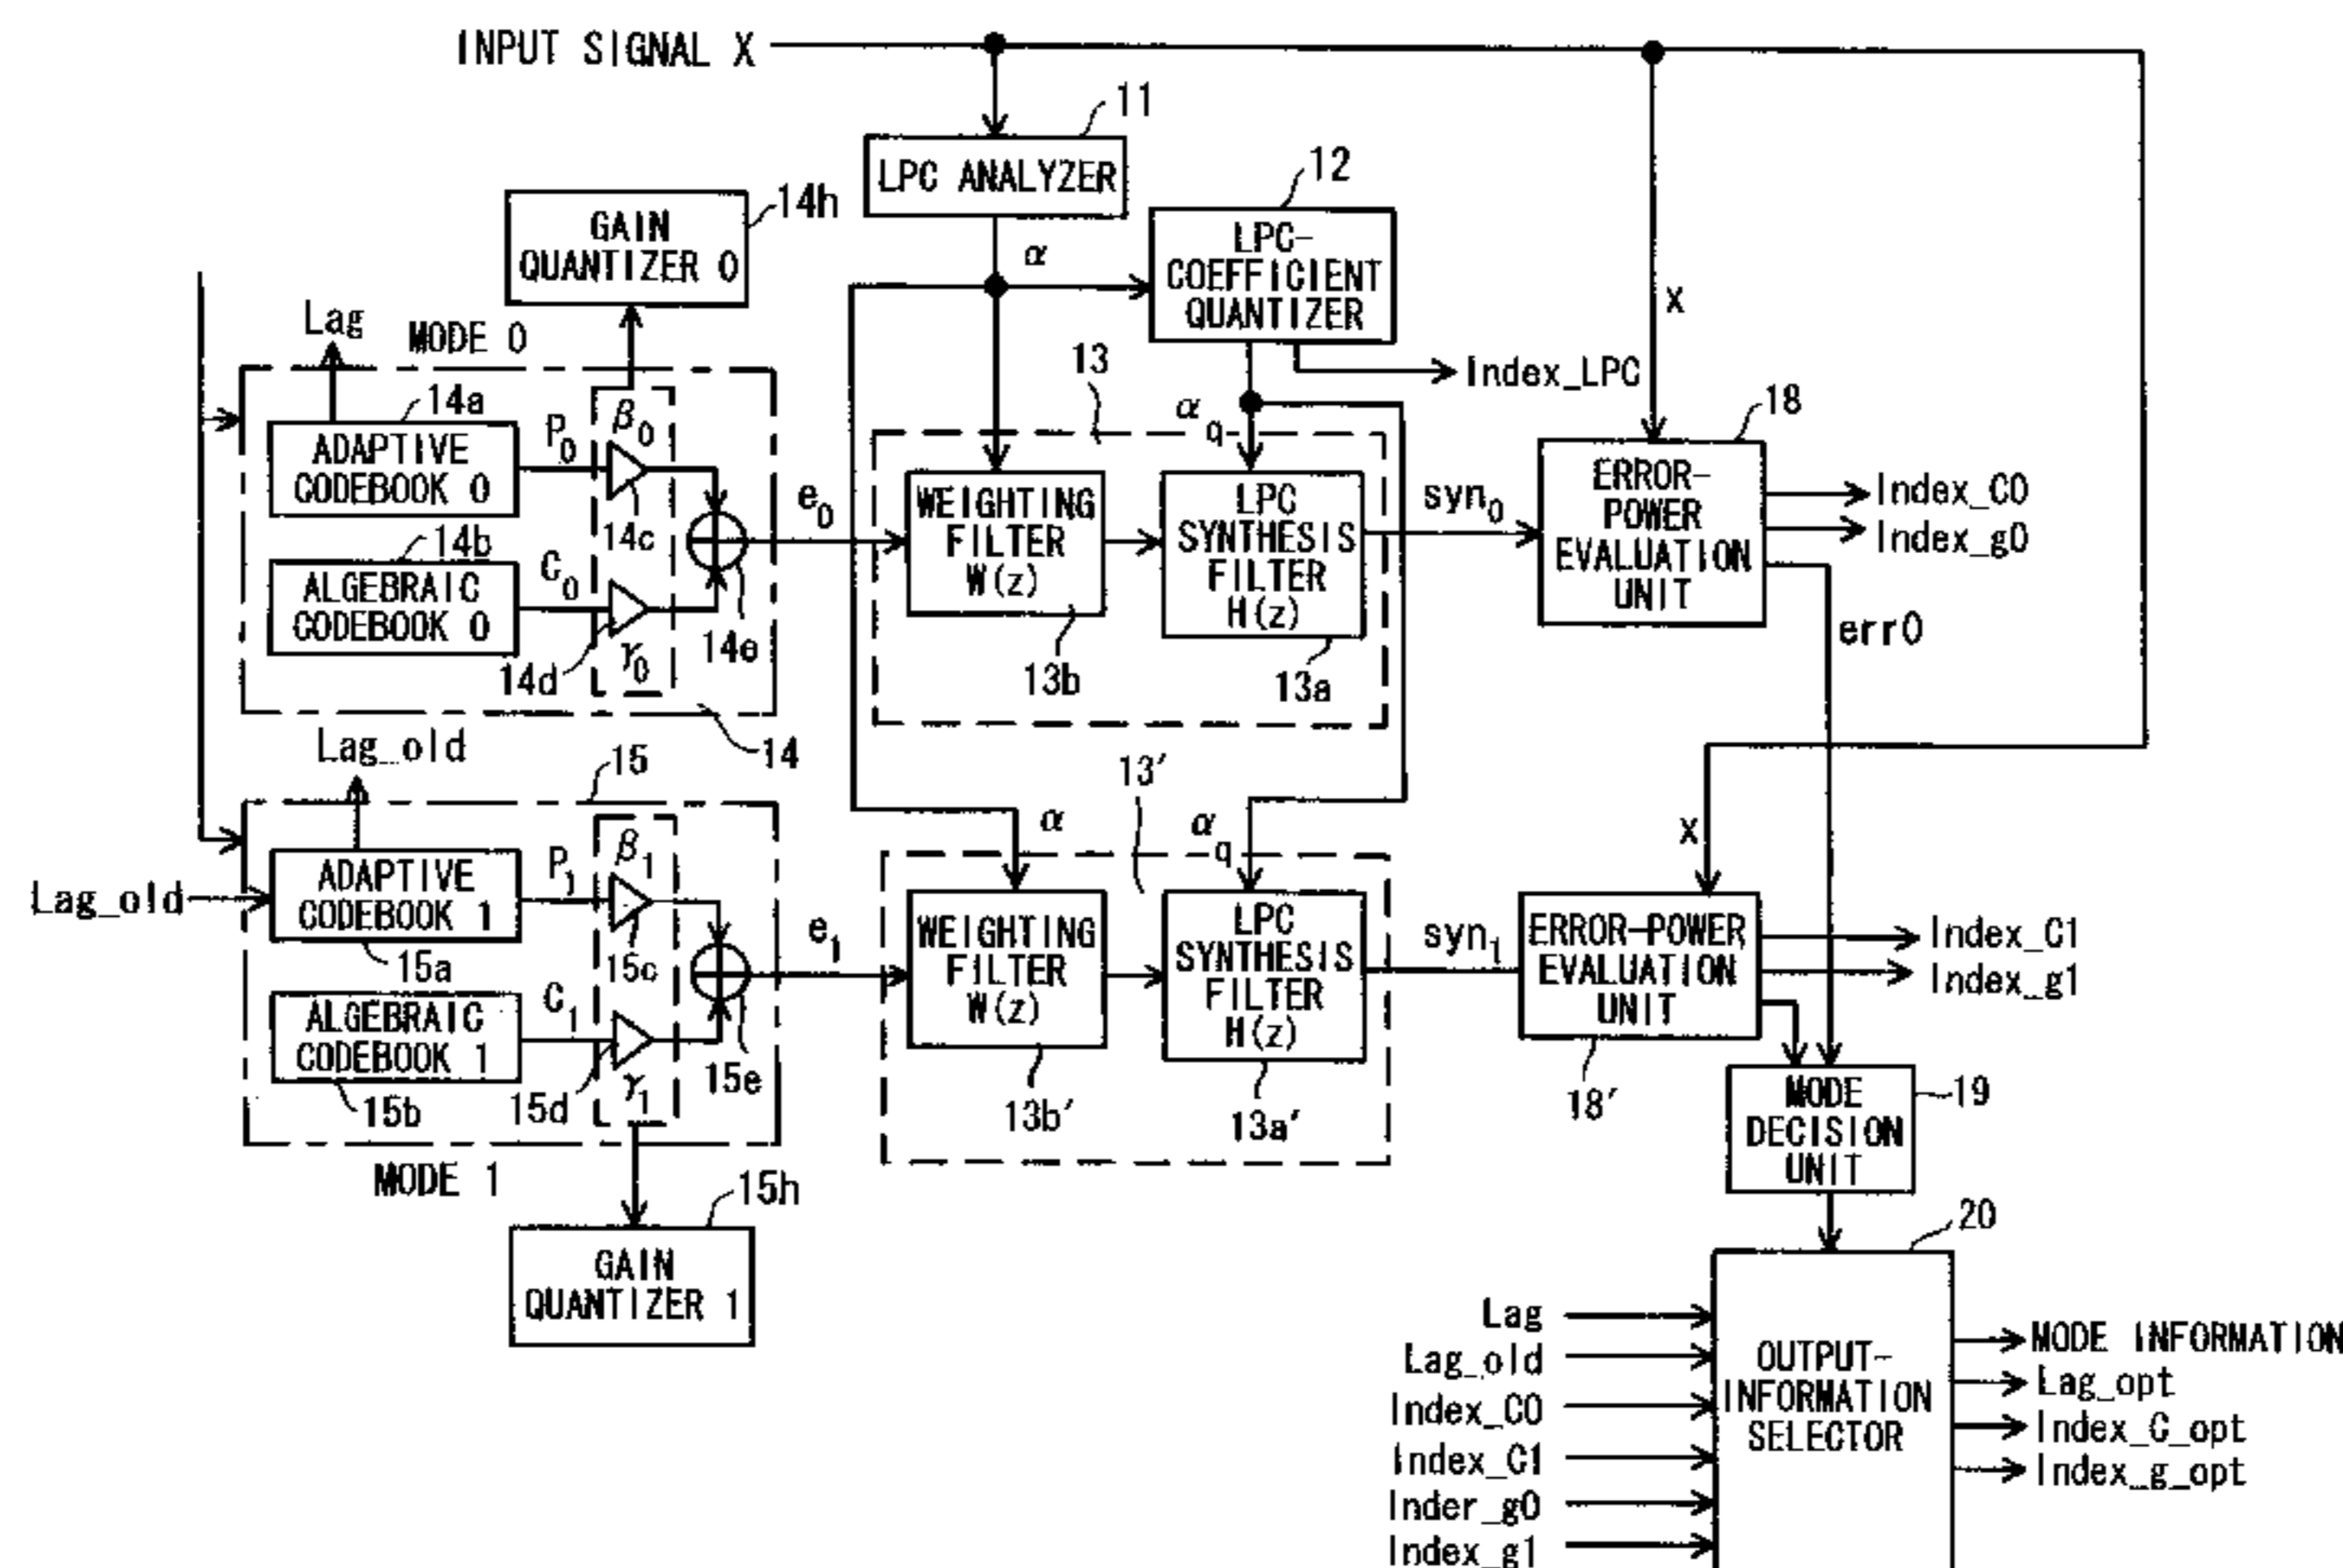 INPUT SIGNAL X
11
LPC ANALYZER
12
LPC-
COEFFICIENT
QUANTIZER
α
Index_LPC
14h
GAIN
QUANTIZER 0
Lag
MODE 0
14a
ADAPTIVE
CODEBOOK 0
P0
β0
14c
14b
ALGEBRAIC
CODEBOOK 0
C0
14d
γ0
14e
14
e0
13
αq
WEIGHTING
FILTER
W(z)
13b
LPC
SYNTHESIS
FILTER
H(z)
13a
syn0
X
18
ERROR-
POWER
EVALUATION
UNIT
Index_C0
Index_g0
err0
Lag_old
15
Lag_old
ADAPTIVE
CODEBOOK 1
15a
P1
β1
15c
ALGEBRAIC
CODEBOOK 1
15b
C1
15d
γ1
15e
MODE 1
15h
GAIN
QUANTIZER 1
e1
13′
α
αq
WEIGHTING
FILTER
W(z)
13b′
LPC
SYNTHESIS
FILTER
H(z)
13a′
syn1
X
ERROR-POWER
EVALUATION
UNIT
18′
Index_C1
Index_g1
MODE
DECISION
UNIT
19
20
OUTPUT-
INFORMATION
SELECTOR
Lag
Lag_old
Index_C0
Index_C1
Inder_g0
Index_g1
MODE INFORMATION
Lag_opt
Index_C_opt
Index_g_opt